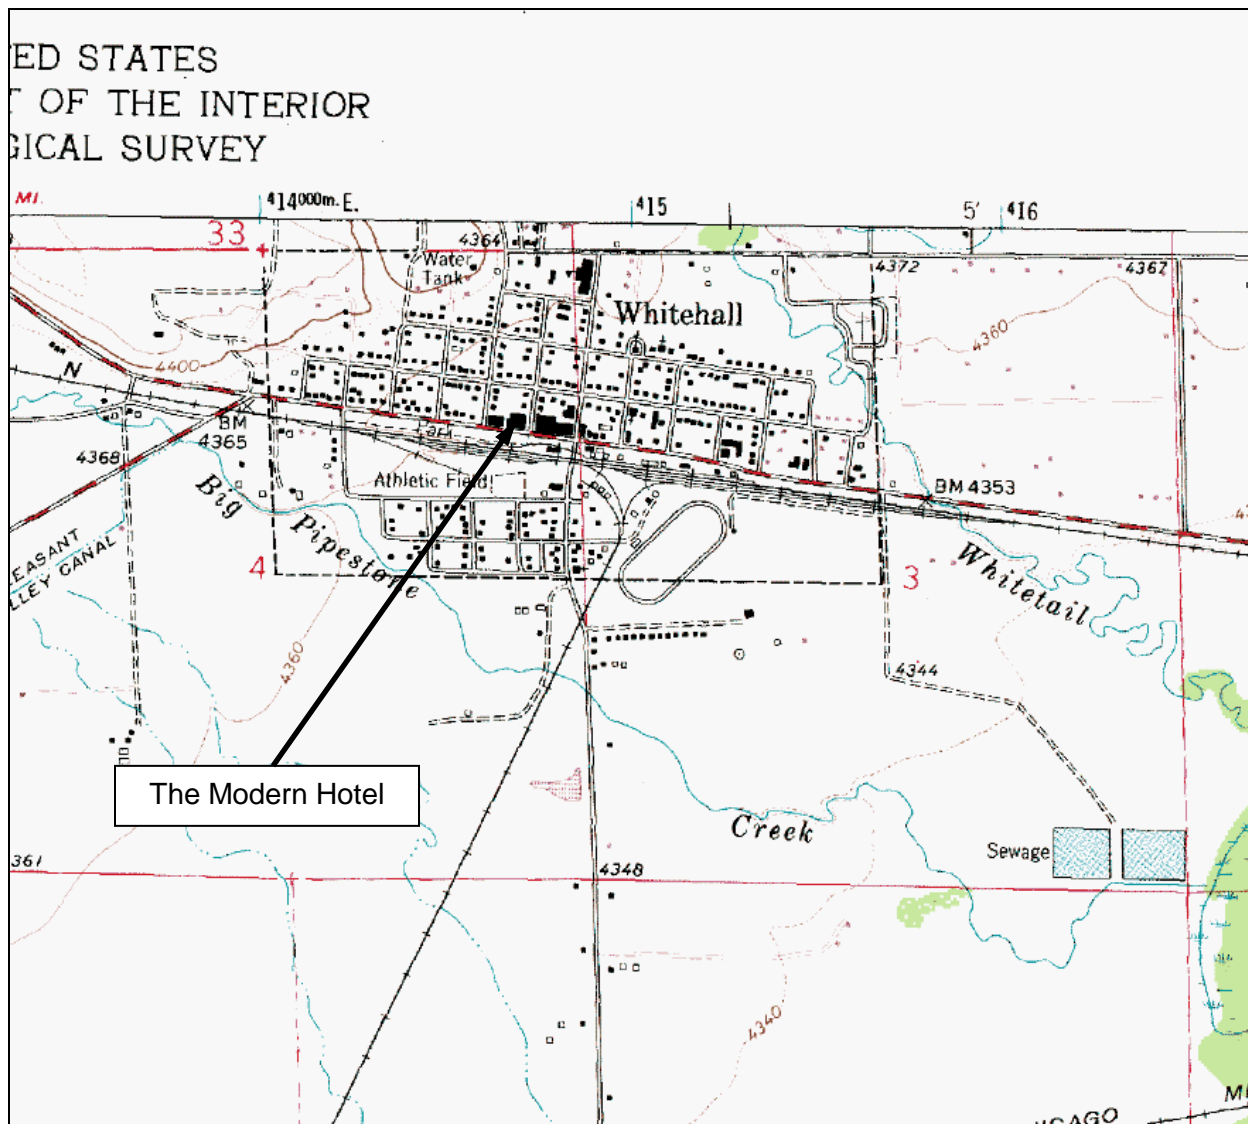 ED STATES
T OF THE INTERIOR
GICAL SURVEY
MI.
414000m. E.
415
5'
416
33
4364
Water
Tank
4372
4367
Whitehall
4360
4400
N
BM
4365
4368
Athletic Field
BM 4353
Big Pipestone
Whitetail
EASANT
LLEY CANAL
4
3
4360
4344
The Modern Hotel
Creek
Sewage
361
4348
4340
CAGO
MI